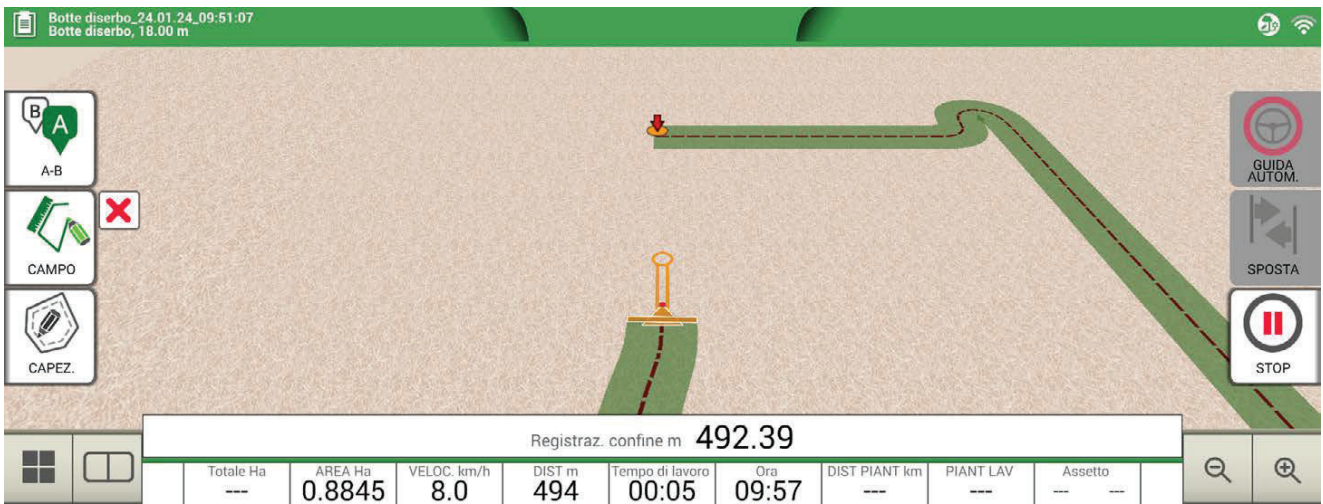 Botte diserbo_24.01.24_09:51:07
Botte diserbo, 18.00 m
B
A
A-B
CAMPO
CAPEZ.
GUIDA
AUTOM.
SPOSTA
STOP
Registraz. confine m 492.39
Totale Ha
---
AREA Ha
0.8845
VELOC. km/h
8.0
DIST m
494
Tempo di lavoro
00:05
Ora
09:57
DIST PIANT km
---
PIANT LAV
---
Assetto
--- ---